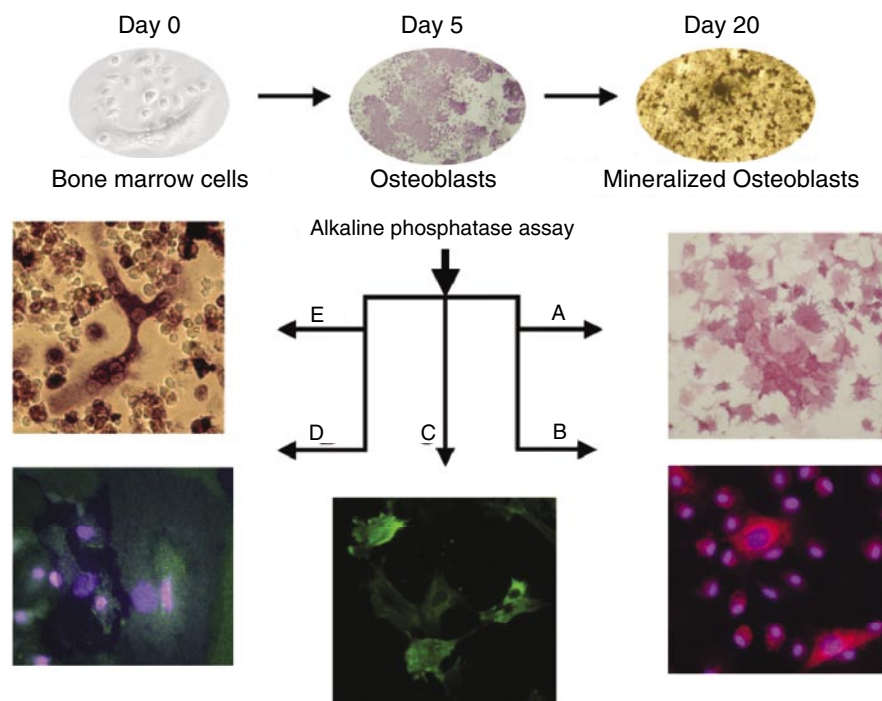 Day 0
Day 5
Day 20
Bone marrow cells
Osteoblasts
Mineralized Osteoblasts
Alkaline phosphatase assay
E
A
D
C
B